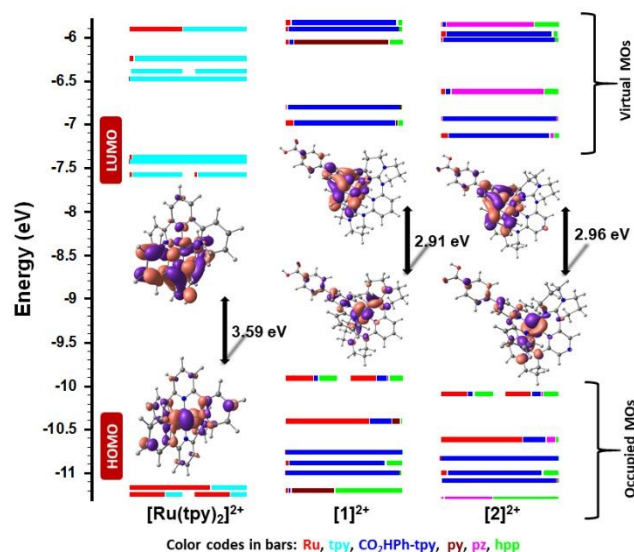 Energy (eV)
-6
-6.5
-7
-7.5
-8
-8.5
-9
-10
-10.5
-11
LUMO
HOMO
3.59 eV
2.91 eV
2.96 eV
Virtual MOs
Occupied MOs
[Ru(tpy)₂]²⁺
[1]²⁺
[2]²⁺
Color codes in bars: Ru, tpy, CO₂HPh-tpy, py, pz, hpp